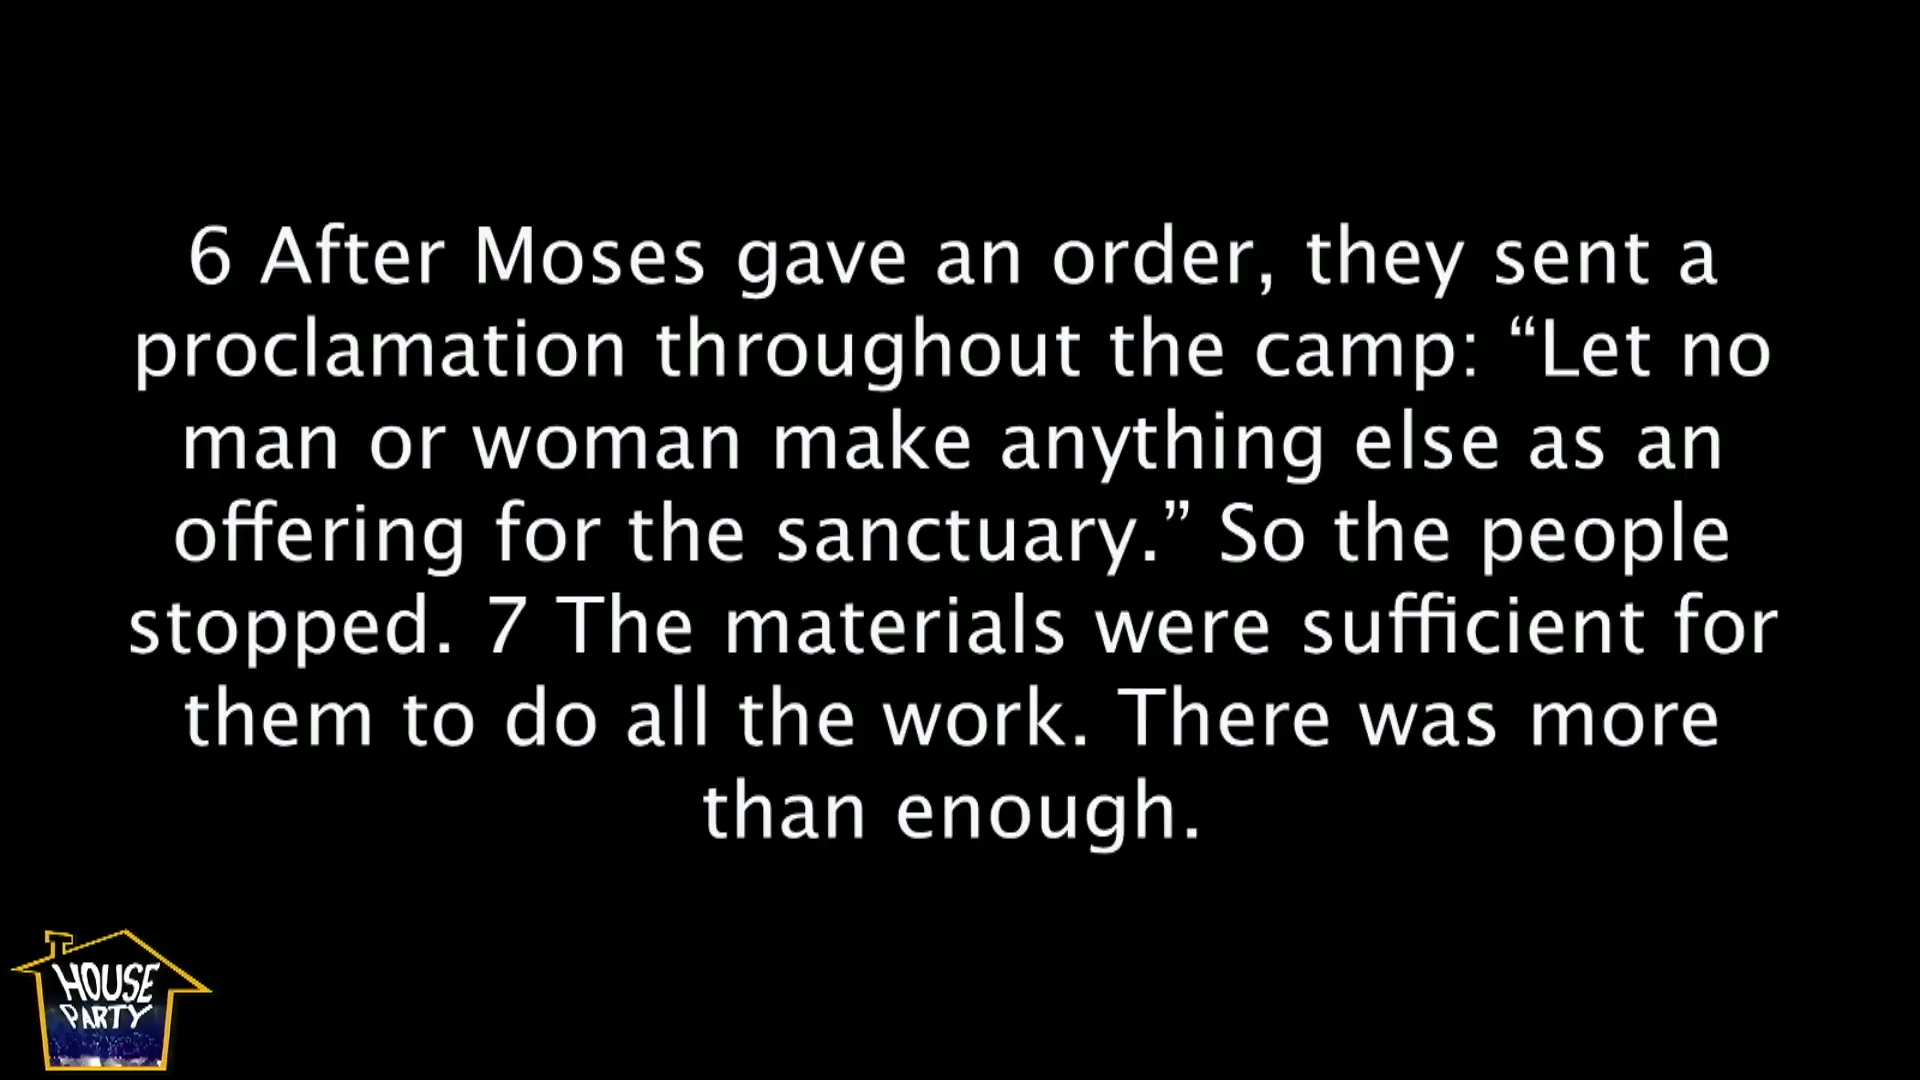 6 After Moses gave an order, they sent a
proclamation throughout the camp: “Let no
man or woman make anything else as an
offering for the sanctuary.” So the people
stopped. 7 The materials were sufficient for
them to do all the work. There was more
than enough.
HOUSE
PARTY